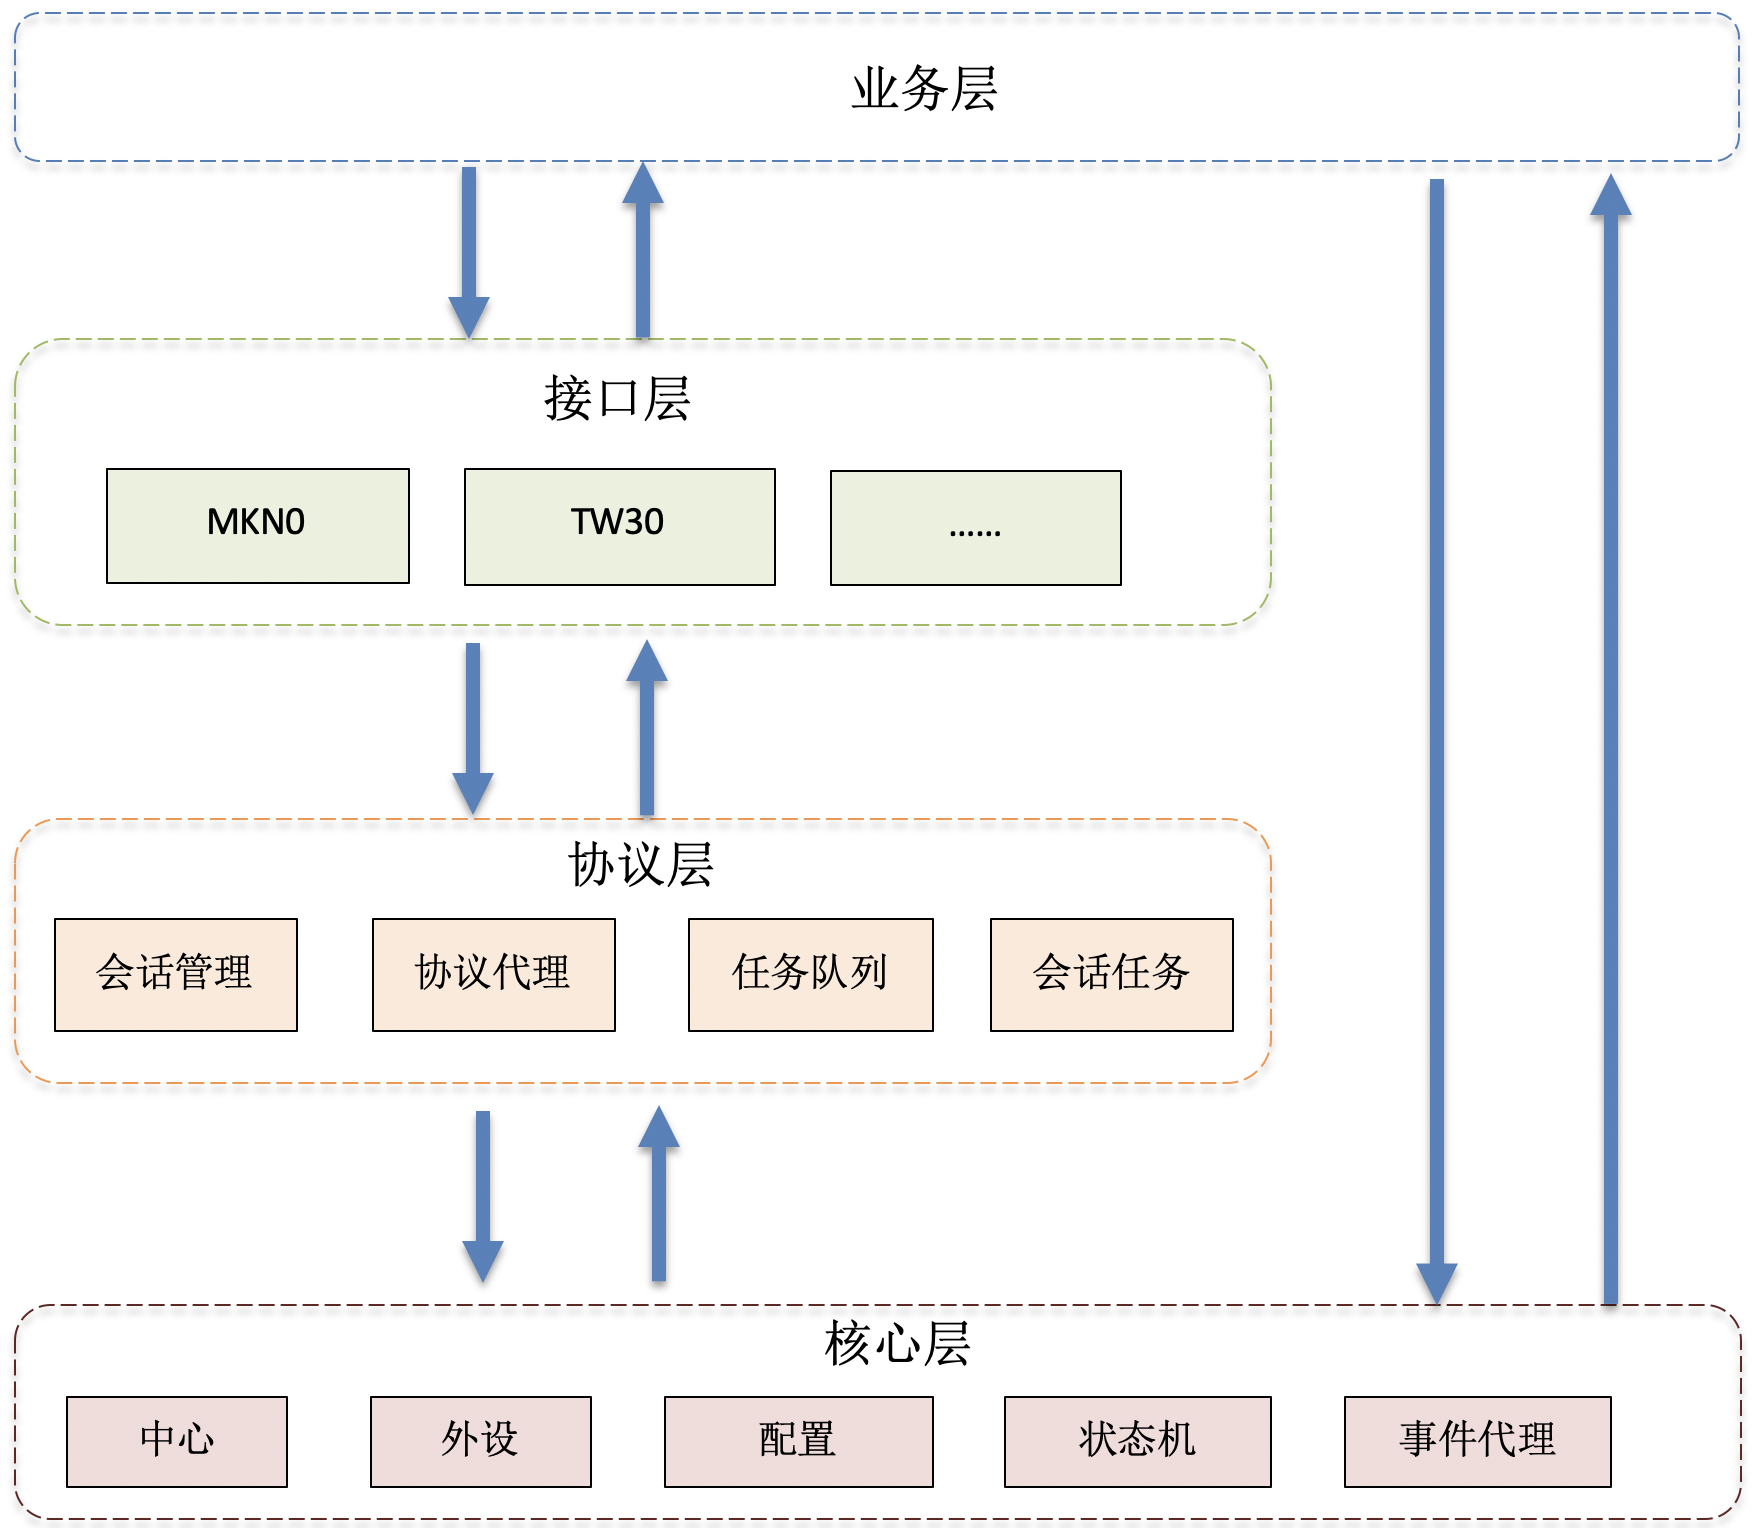 业务层
接口层
MKN0
TW30
......
协议层
会话管理
协议代理
任务队列
会话任务
核心层
中心
外设
配置
状态机
事件代理